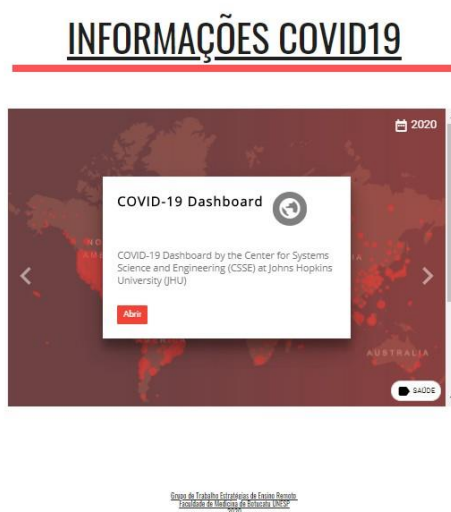 INFORMAÇÕES COVID19
2020
COVID-19 Dashboard
COVID-19 Dashboard by the Center for Systems
Science and Engineering (CSSE) at Johns Hopkins
University (JHU)
Abrir
AUSTRALIA
SAÚDE
Grupo de Trabalho Estratégias de Ensino Remoto
Faculdade de Medicina de Botucatu UNESP
2020